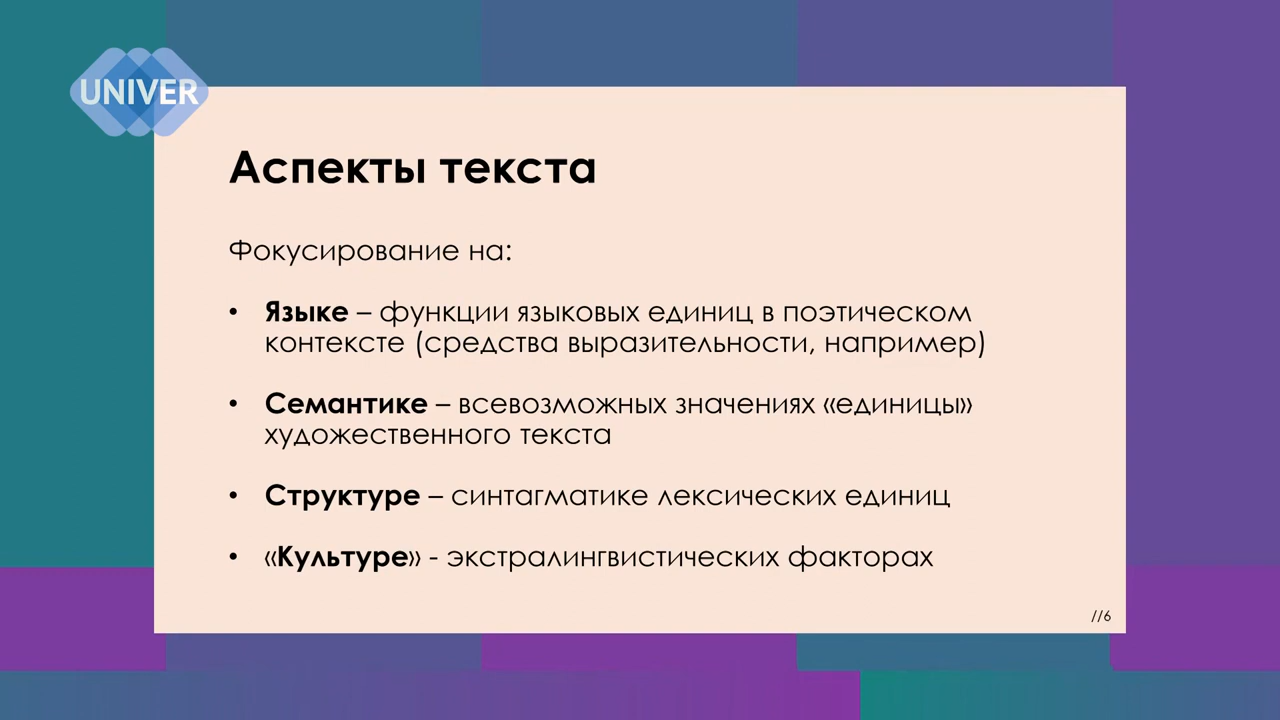 UNIVER
Аспекты текста
Фокусирование на:
• Языке – функции языковых единиц в поэтическом
контексте (средства выразительности, например)
• Семантике – всевозможных значениях «единицы»
художественного текста
• Структуре – синтагматике лексических единиц
• «Культуре» - экстралингвистических факторах
//6